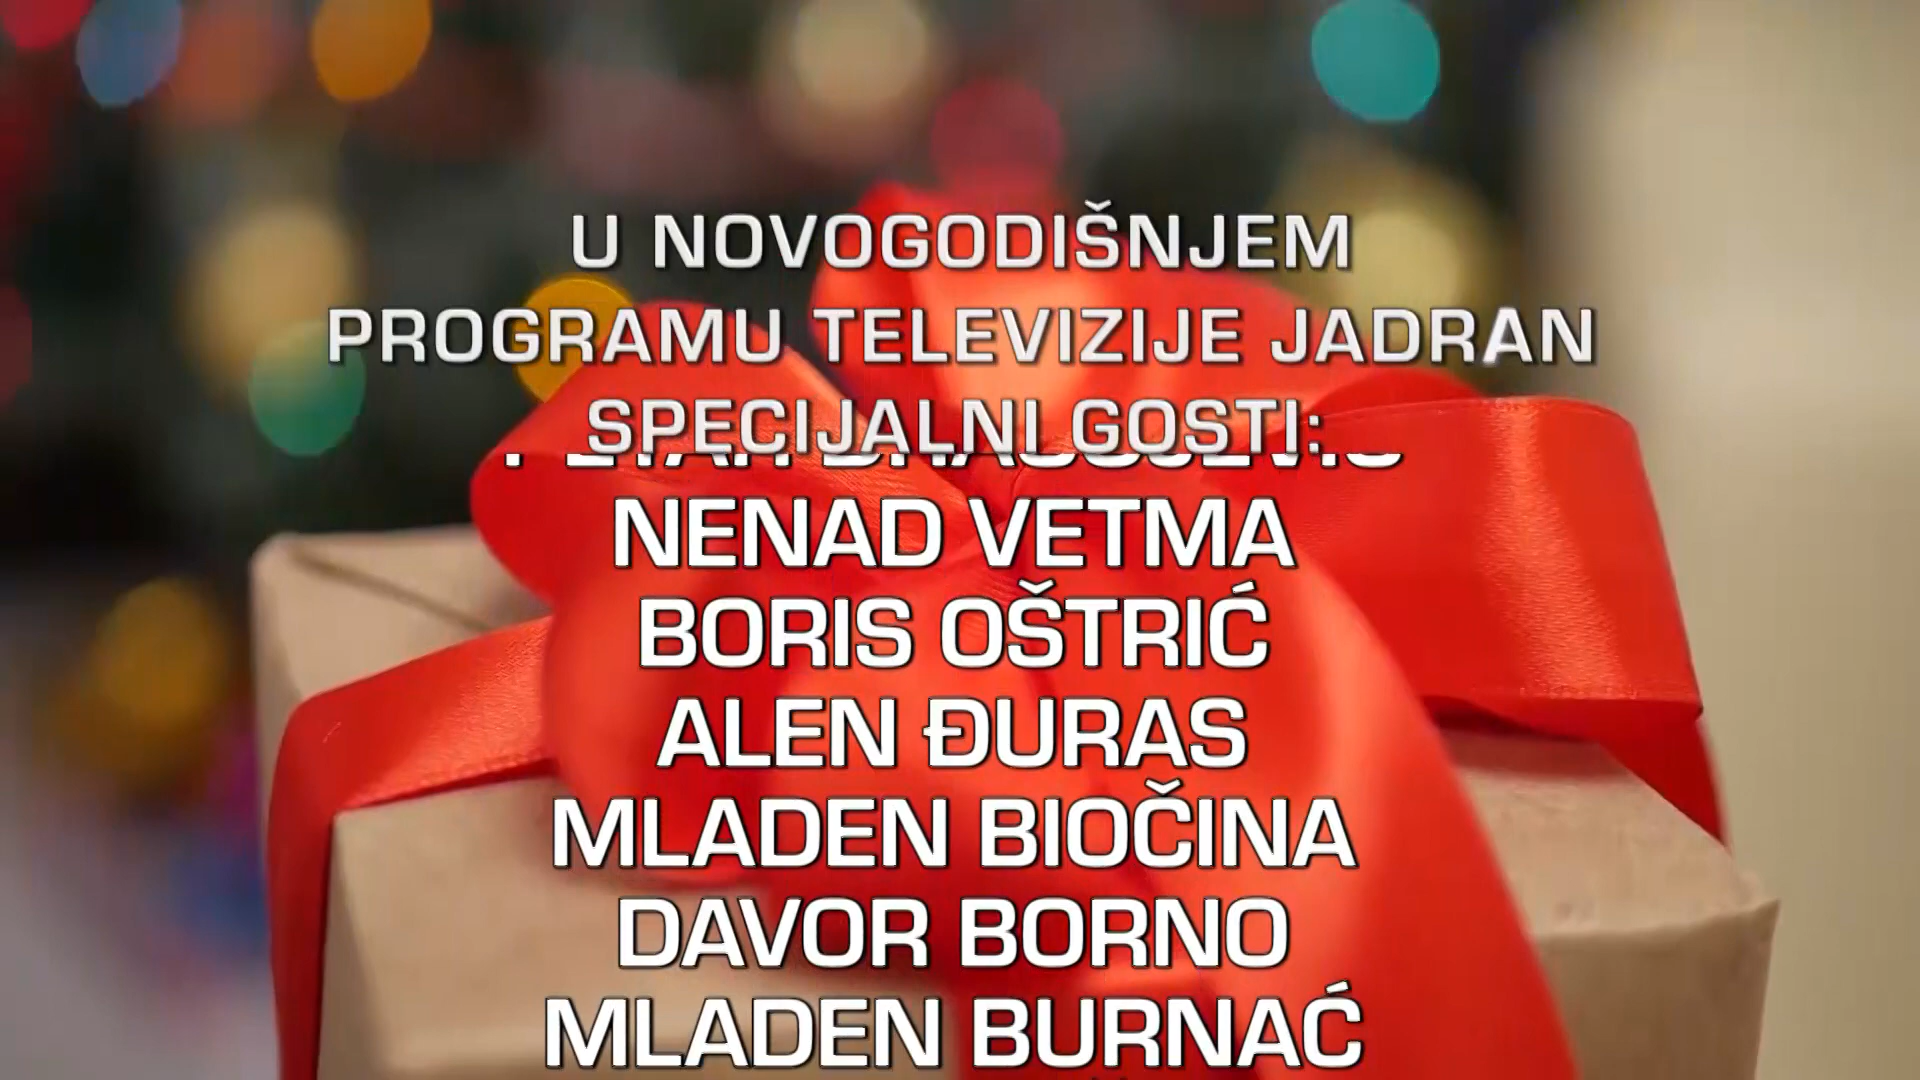 U NOVOGODIŠNJEM
PROGRAMU TELEVIZIJE JADRAN
SPECIJALNI GOSTI:
NENAD VETMA
BORIS OŠTRIĆ
ALEN ĐURAS
MLADEN BIOČINA
DAVOR BORNO
MLADEN BURNAĆ